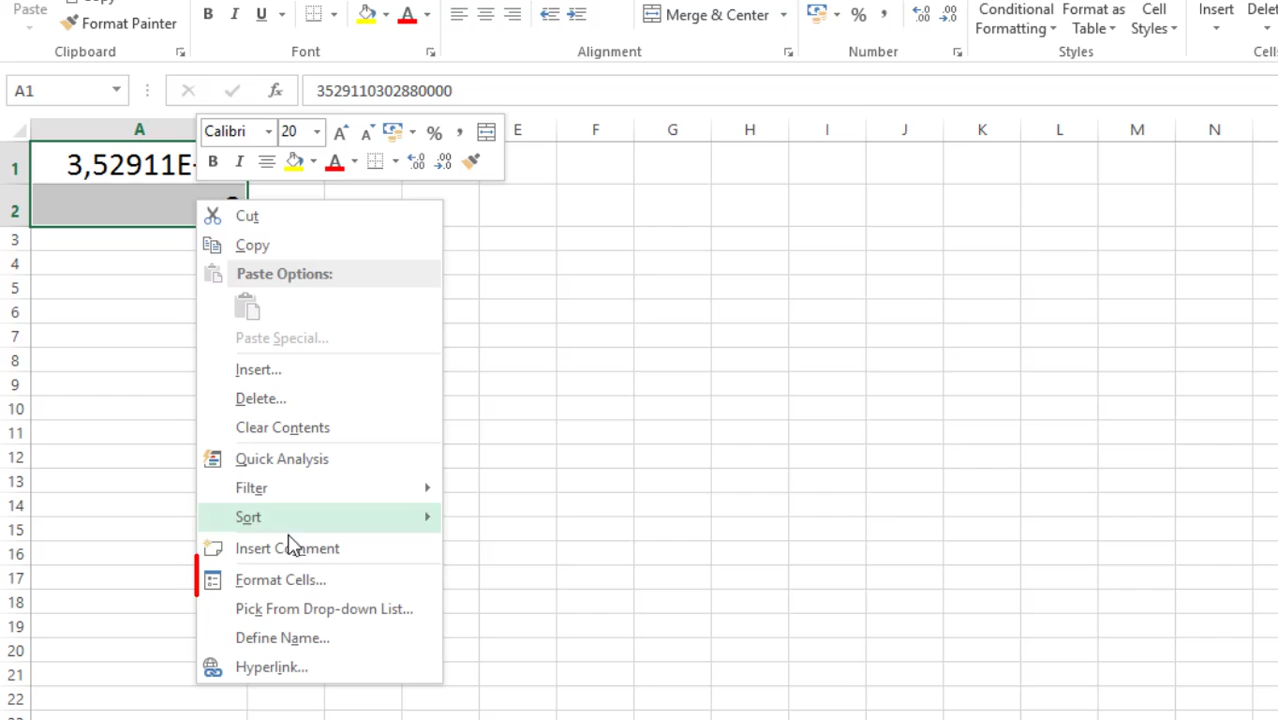 Paste
Copy
Format Painter
Clipboard
B I U
A
Font
Merge & Center
Alignment
% ,
Number
Conditional Formatting
Format as Table
Cell Styles
Styles
Insert
A1
fx
3529110302880000
Calibri 20 A A % ,
B I A
A E F G H I J K L M N
1 3,52911E
2
3
4
5
6
7
8
9
10
11
12
13
14
15
16
17
18
19
20
21
22
Cut
Copy
Paste Options:
Paste Special...
Insert...
Delete...
Clear Contents
Quick Analysis
Filter
Sort
Insert Comment
Format Cells...
Pick From Drop-down List...
Define Name...
Hyperlink...